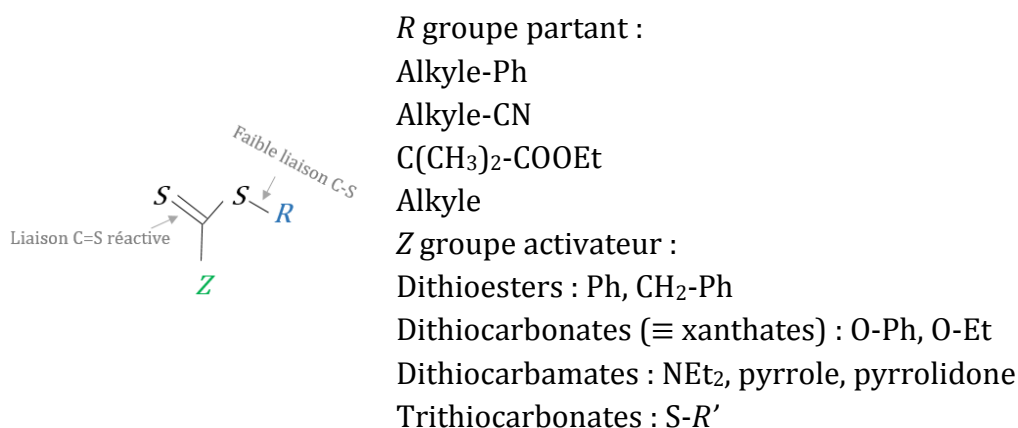 R groupe partant :
Alkyle-Ph
Alkyle-CN
C(CH₃)₂-COOEt
Alkyle
Z groupe activateur :
Dithioesters : Ph, CH₂-Ph
Dithiocarbonates (≡ xanthates) : O-Ph, O-Et
Dithiocarbamates : NEt₂, pyrrole, pyrrolidone
Trithiocarbonates : S-R’
Faible liaison C-S
S
S
R
Liaison C=S réactive
Z